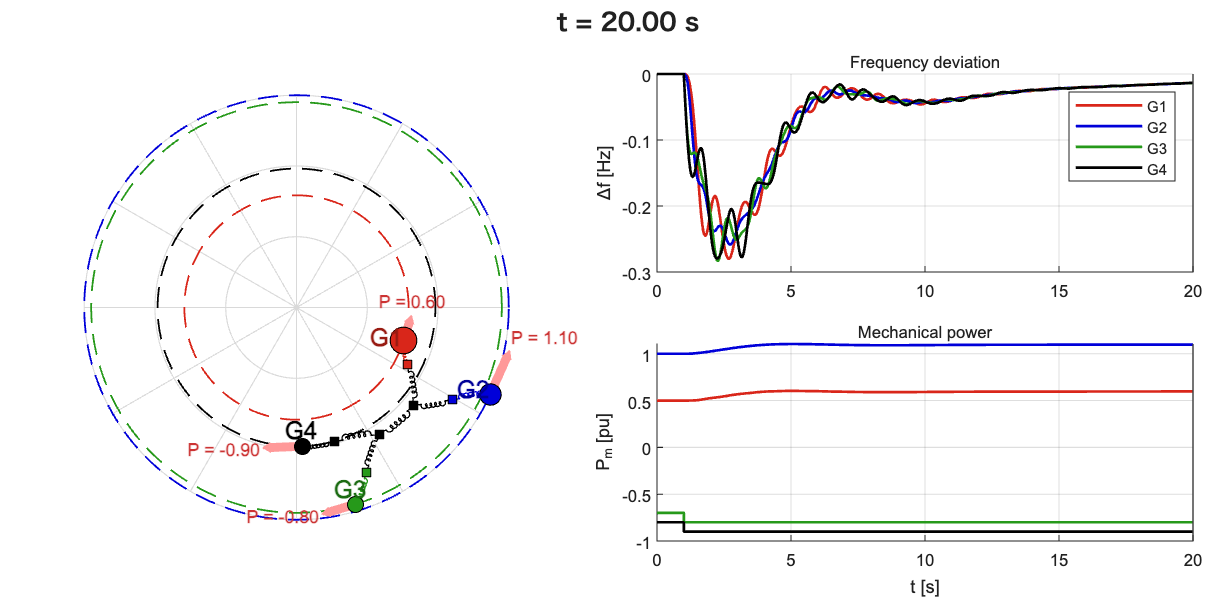 t = 20.00 s
Frequency deviation
0
-0.1
-0.2
-0.3
Δf [Hz]
0
5
10
15
20
G1
G2
G3
G4
Mechanical power
1
0.5
0
-0.5
-1
Pm [pu]
0
5
10
15
20
t [s]
P = 0.60
G
P = 1.10
G2
G4
P = -0.90
G3
P = -0.80